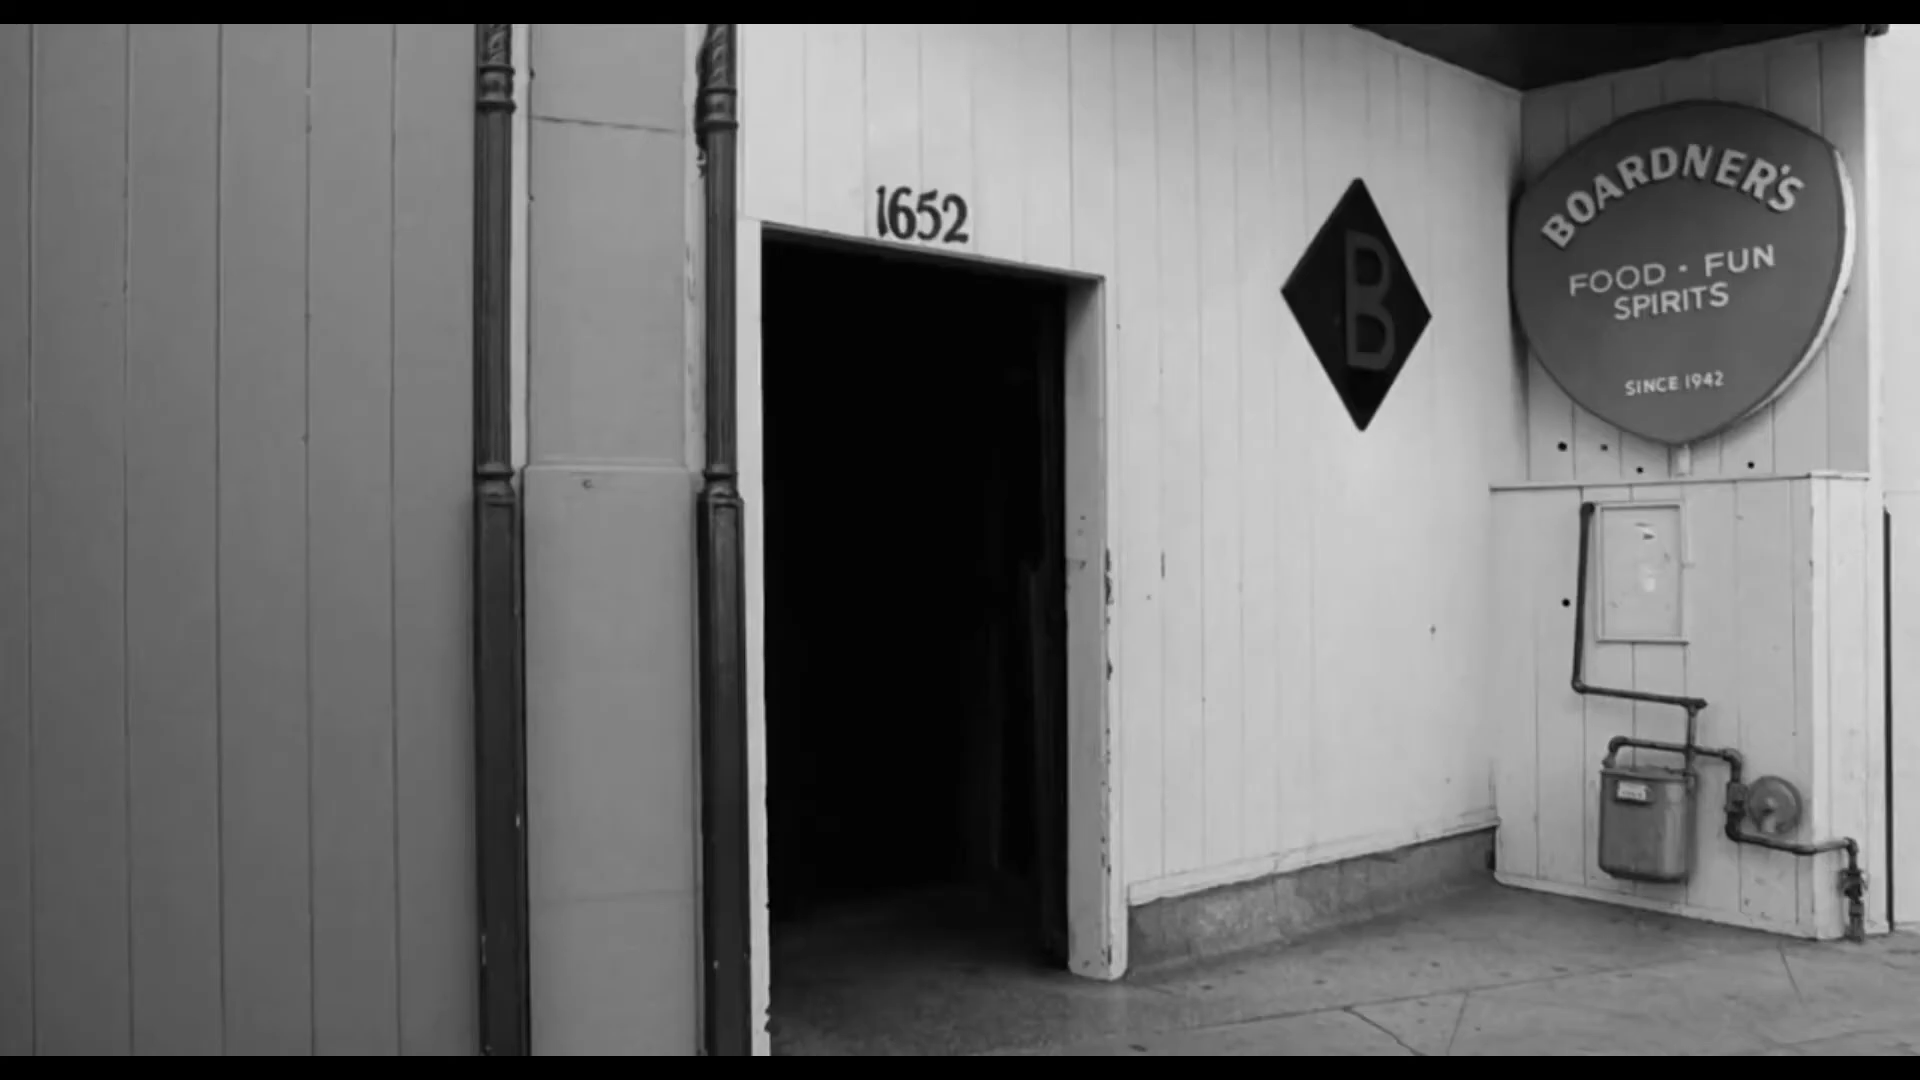 1652
B
BOARDNER'S
FOOD · FUN
SPIRITS
SINCE 1942